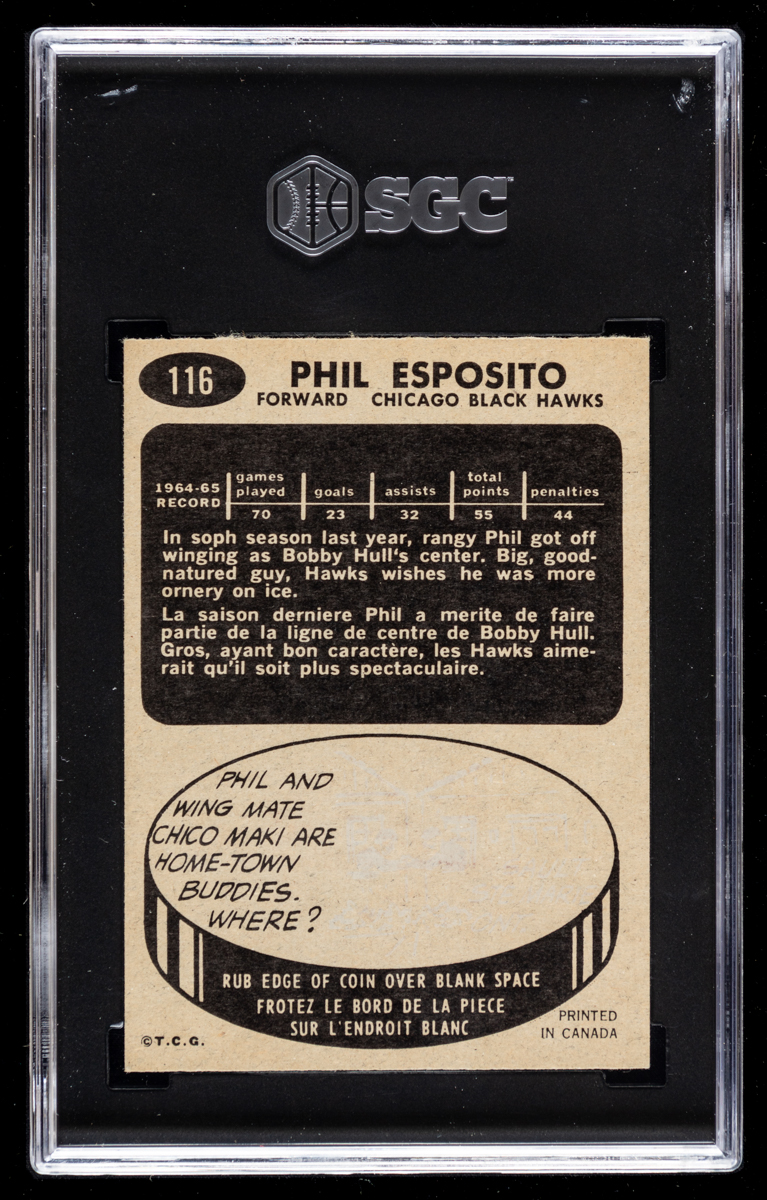 SGC™
116
PHIL ESPOSITO
FORWARD CHICAGO BLACK HAWKS
1964-65 RECORD games played goals assists total points penalties
70 23 32 55 44
In soph season last year, rangy Phil got off
winging as Bobby Hull's center. Big, good-
natured guy, Hawks wishes he was more
ornery on ice.
La saison derniere Phil a merite de faire
partie de la ligne de centre de Bobby Hull.
Gros, ayant bon caractère, les Hawks aime-
rait qu'il soit plus spectaculaire.
PHIL AND
WING MATE
CHICO MAKI ARE
HOME-TOWN
BUDDIES.
WHERE?
RUB EDGE OF COIN OVER BLANK SPACE
FROTEZ LE BORD DE LA PIECE
SUR L'ENDROIT BLANC
©T.C.G.
PRINTED
IN CANADA